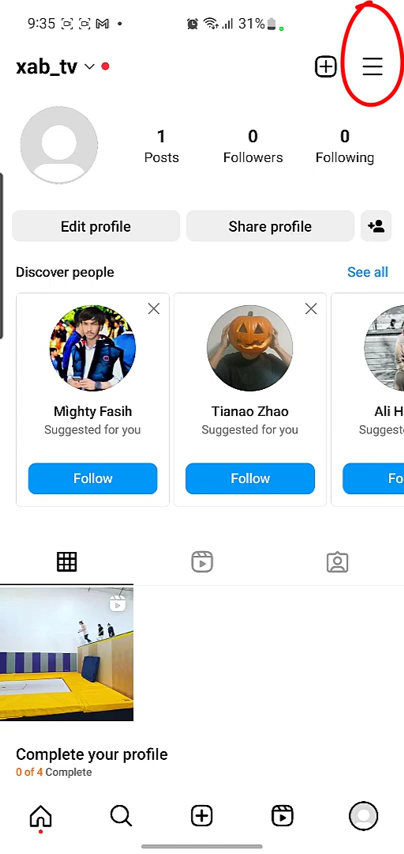 9:35 31%
xab_tv
1 0 0
Posts Followers Following
Edit profile Share profile
Discover people See all
Mighty Fasih Tianao Zhao Ali H
Suggested for you Suggested for you Suggest
Follow Follow Fo
Complete your profile
0 of 4 Complete